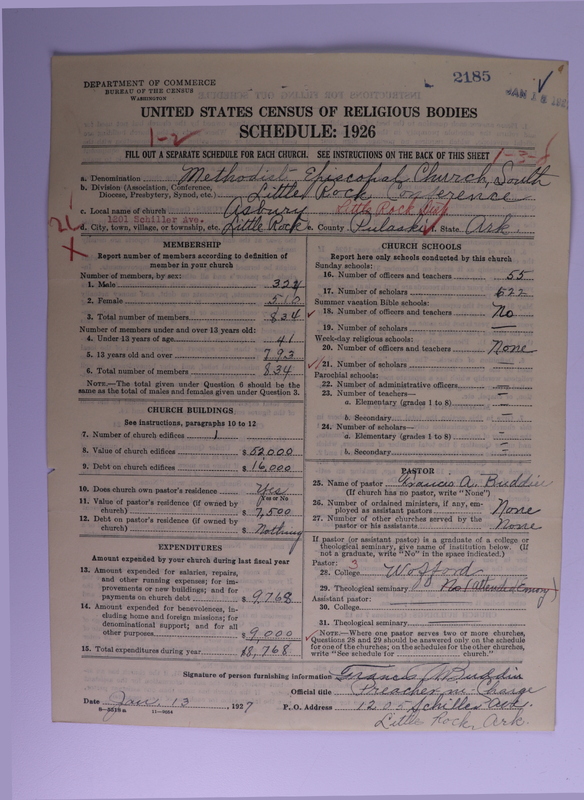 DEPARTMENT OF COMMERCE
BUREAU OF THE CENSUS
WASHINGTON
2185
UNITED STATES CENSUS OF RELIGIOUS BODIES
SCHEDULE: 1926
1-2
FILL OUT A SEPARATE SCHEDULE FOR EACH CHURCH. SEE INSTRUCTIONS ON THE BACK OF THIS SHEET
a. Denomination Methodist Episcopal Church, South
b. Division (Association, Conference, Diocese, Presbytery, Synod, etc.) Little Rock Conference
c. Local name of church Asbury Little Rock Dist
1201 Schiller Ave.
d. City, town, village, or township, etc. Little Rock e. County Pulaski f. State Ark.
MEMBERSHIP
Report number of members according to definition of member in your church
Number of members, by sex:
1. Male 324
2. Female 510
3. Total number of members 834
Number of members under and over 13 years old:
4. Under 13 years of age 41
5. 13 years old and over 793
6. Total number of members 834
NOTE.—The total given under Question 6 should be the same as the total of males and females given under Question 3.
CHURCH BUILDINGS
See instructions, paragraphs 10 to 12
7. Number of church edifices 1
8. Value of church edifices $ 52000
9. Debt on church edifices $ 16,000
10. Does church own pastor's residence Yes
Yes or No
11. Value of pastor's residence (if owned by church) $ 7,500
12. Debt on pastor's residence (if owned by church) $ Nothing
EXPENDITURES
Amount expended by your church during last fiscal year
13. Amount expended for salaries, repairs, and other running expenses; for improvements or new buildings; and for payments on church debt $ 9,768
14. Amount expended for benevolences, including home and foreign missions; for denominational support; and for all other purposes $ 9,000
15. Total expenditures during year 18,768
CHURCH SCHOOLS
Report here only schools conducted by this church
Sunday schools:
16. Number of officers and teachers 55
17. Number of scholars 622
Summer vacation Bible schools:
18. Number of officers and teachers No
19. Number of scholars —
Week-day religious schools:
20. Number of officers and teachers None
21. Number of scholars —
Parochial schools:
22. Number of administrative officers —
23. Number of teachers—
a. Elementary (grades 1 to 8) —
b. Secondary —
24. Number of scholars—
a. Elementary (grades 1 to 8) —
b. Secondary —
PASTOR
25. Name of pastor Francis A. Buddin
(If church has no pastor, write "None")
26. Number of ordained ministers, if any, employed as assistant pastors None
27. Number of other churches served by the pastor or his assistants None
If pastor (or assistant pastor) is a graduate of a college or theological seminary, give name of institution below. (If not a graduate, write "No" in the space indicated.)
Pastor: 3
28. College Wofford
29. Theological seminary No (Attended Emory)
Assistant pastor:
30. College
31. Theological seminary
NOTE.—Where one pastor serves two or more churches, Questions 28 and 29 should be answered only on the schedule for one of the churches; on the schedules for the other churches, write "See schedule for ________ church."
Signature of person furnishing information Francis A. Buddin
Official title Preacher in Charge
Date Jan. 13, 1927 P. O. Address 1205 Schiller Ave.
11—9564
Little Rock, Ark.